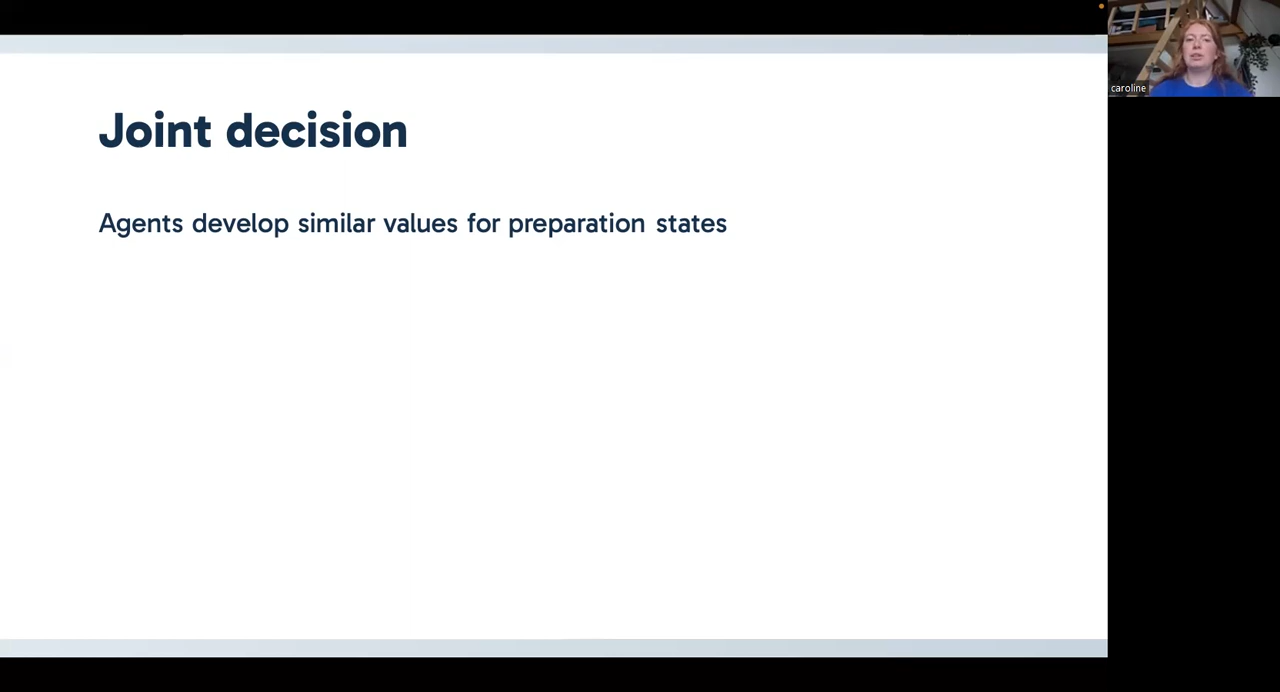 Joint decision
Agents develop similar values for preparation states
caroline